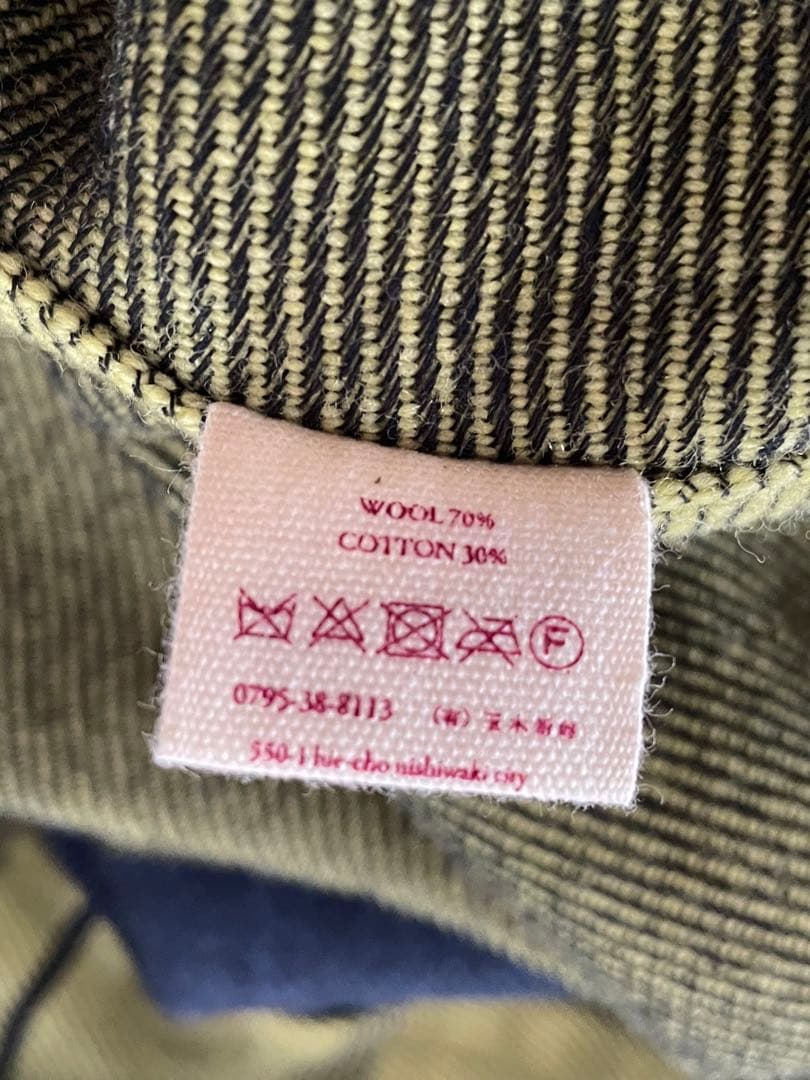 WOOL 70%
COTTON 30%
F
0795-38-8113 (有) 玉木新雌
550-1 hie-cho nishiwaki city